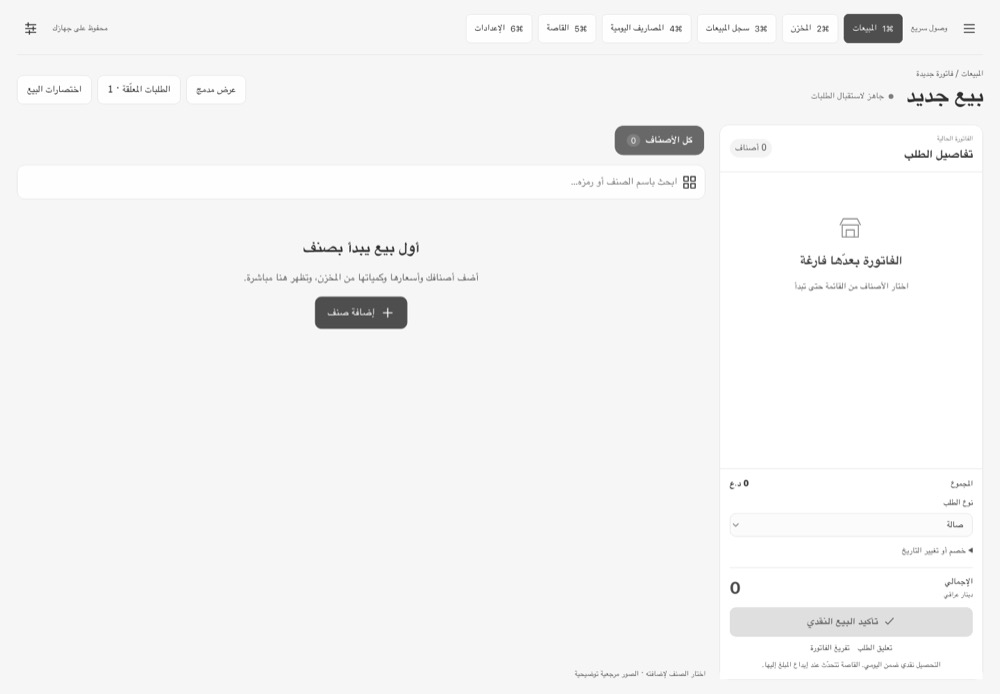 وصول سريع
⌘1 المبيعات
⌘2 المخزن
⌘3 سجل المبيعات
⌘4 المصاريف اليومية
⌘5 القاصة
⌘6 الإعدادات
محفوظ على جهازك
المبيعات / فاتورة جديدة
بيع جديد
جاهز لاستقبال الطلبات
عرض مدمج
الطلبات المعلّقة · 1
اختصارات البيع
الفاتورة الحالية
تفاصيل الطلب
0 أصناف
الفاتورة بعدّها فارغة
اختار الأصناف من القائمة حتى تبدأ
المجموع
0 د.ع
نوع الطلب
صالة
خصم أو تغيير التاريخ
الإجمالي
دينار عراقي
0
تأكيد البيع النقدي
تعليق الطلب
تفريغ الفاتورة
التحصيل نقدي ضمن اليومي. القاصة تتحدّث عند إيداع المبلغ إليها.
كل الأصناف 0
ابحث باسم الصنف أو رمزه...
أول بيع يبدأ بصنف
أضف أصنافك وأسعارها وكمياتها من المخزن، وتظهر هنا مباشرة.
إضافة صنف
اختار الصنف لإضافته · الصور مرجعية توضيحية